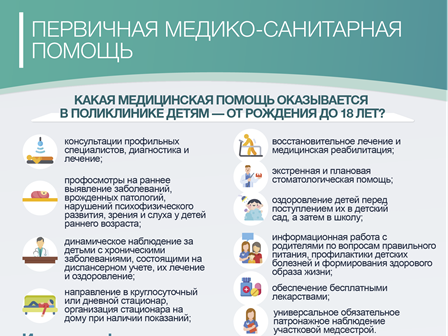 ПЕРВИЧНАЯ МЕДИКО-САНИТАРНАЯ
ПОМОЩЬ
КАКАЯ МЕДИЦИНСКАЯ ПОМОЩЬ ОКАЗЫВАЕТСЯ
В ПОЛИКЛИНИКЕ ДЕТЯМ — ОТ РОЖДЕНИЯ ДО 18 ЛЕТ?
консультации профильных
специалистов, диагностика и
лечение;
профосмотры на раннее
выявление заболеваний,
врожденных патологий,
нарушений психофизического
развития, зрения и слуха у детей
раннего возраста;
динамическое наблюдение за
детьми с хроническими
заболеваниями, состоящими на
диспансерном учете, их лечение
и оздоровление;
направление в круглосуточный
или дневной стационар,
организация стационара на
дому при наличии показаний;
восстановительное лечение и
медицинская реабилитация;
экстренная и плановая
стоматологическая помощь;
оздоровление детей перед
поступлением их в детский
сад, а затем в школу;
информационная работа с
родителями по вопросам правильного
питания, профилактики детских
болезней и формирования здорового
образа жизни;
обеспечение бесплатными
лекарствами;
универсальное обязательное
патронажное наблюдение
участковой медсестрой.